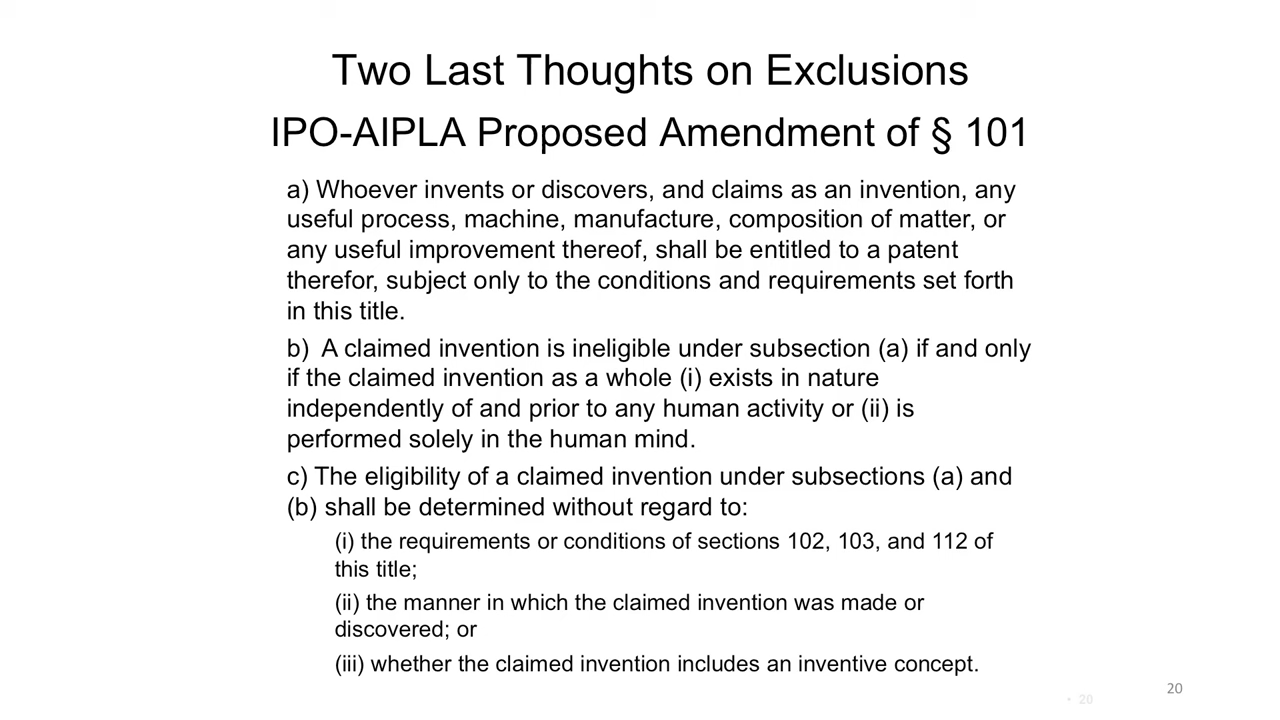 Two Last Thoughts on Exclusions
IPO-AIPLA Proposed Amendment of § 101
a) Whoever invents or discovers, and claims as an invention, any
useful process, machine, manufacture, composition of matter, or
any useful improvement thereof, shall be entitled to a patent
therefor, subject only to the conditions and requirements set forth
in this title.
b) A claimed invention is ineligible under subsection (a) if and only
if the claimed invention as a whole (i) exists in nature
independently of and prior to any human activity or (ii) is
performed solely in the human mind.
c) The eligibility of a claimed invention under subsections (a) and
(b) shall be determined without regard to:
(i) the requirements or conditions of sections 102, 103, and 112 of
this title;
(ii) the manner in which the claimed invention was made or
discovered; or
(iii) whether the claimed invention includes an inventive concept.
20
• 20